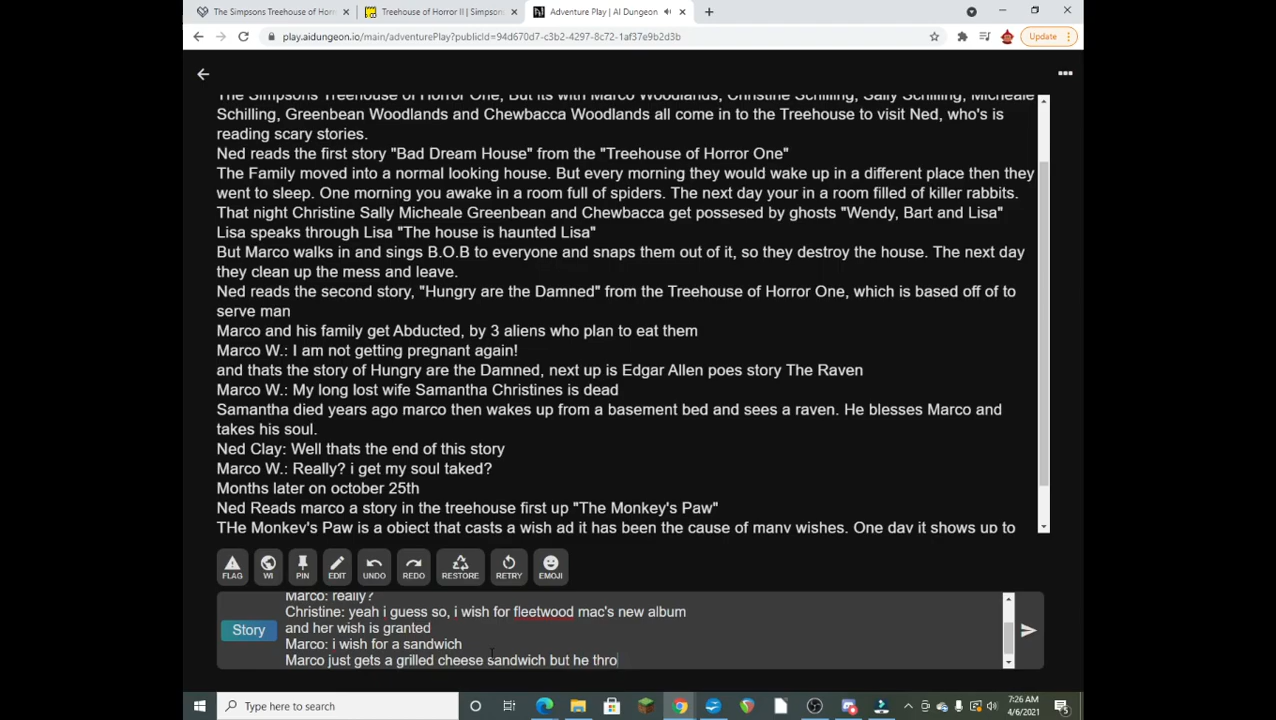 The Simpsons Treehouse of Horr
Treehouse of Horror II | Simpson
Adventure Play | AI Dungeon
play.aidungeon.io/main/adventurePlay?publicId=94d670d7-c3b2-4297-8c72-1af37e9b2d3b
Update
The Simpsons Treehouse of Horror One, But its with Marco Woodlands, Christine Schilling, Sally Schilling, Micheale
Schilling, Greenbean Woodlands and Chewbacca Woodlands all come in to the Treehouse to visit Ned, who's is
reading scary stories.
Ned reads the first story "Bad Dream House" from the "Treehouse of Horror One"
The Family moved into a normal looking house. But every morning they would wake up in a different place then they
went to sleep. One morning you awake in a room full of spiders. The next day your in a room filled of killer rabbits.
That night Christine Sally Micheale Greenbean and Chewbacca get possesed by ghosts "Wendy, Bart and Lisa"
Lisa speaks through Lisa "The house is haunted Lisa"
But Marco walks in and sings B.O.B to everyone and snaps them out of it, so they destroy the house. The next day
they clean up the mess and leave.
Ned reads the second story, "Hungry are the Damned" from the Treehouse of Horror One, which is based off of to
serve man
Marco and his family get Abducted, by 3 aliens who plan to eat them
Marco W.: I am not getting pregnant again!
and thats the story of Hungry are the Damned, next up is Edgar Allen poes story The Raven
Marco W.: My long lost wife Samantha Christines is dead
Samantha died years ago marco then wakes up from a basement bed and sees a raven. He blesses Marco and
takes his soul.
Ned Clay: Well thats the end of this story
Marco W.: Really? i get my soul taked?
Months later on october 25th
Ned Reads marco a story in the treehouse first up "The Monkey's Paw"
THe Monkey's Paw is a object that casts a wish ad it has been the cause of many wishes. One day it shows up to
FLAG
WI
PIN
EDIT
UNDO
REDO
RESTORE
RETRY
EMOJI
Story
Marco: really?
Christine: yeah i guess so, i wish for fleetwood mac's new album
and her wish is granted
Marco: i wish for a sandwich
Marco just gets a grilled cheese sandwich but he thro
Type here to search
7:26 AM
4/6/2021
5